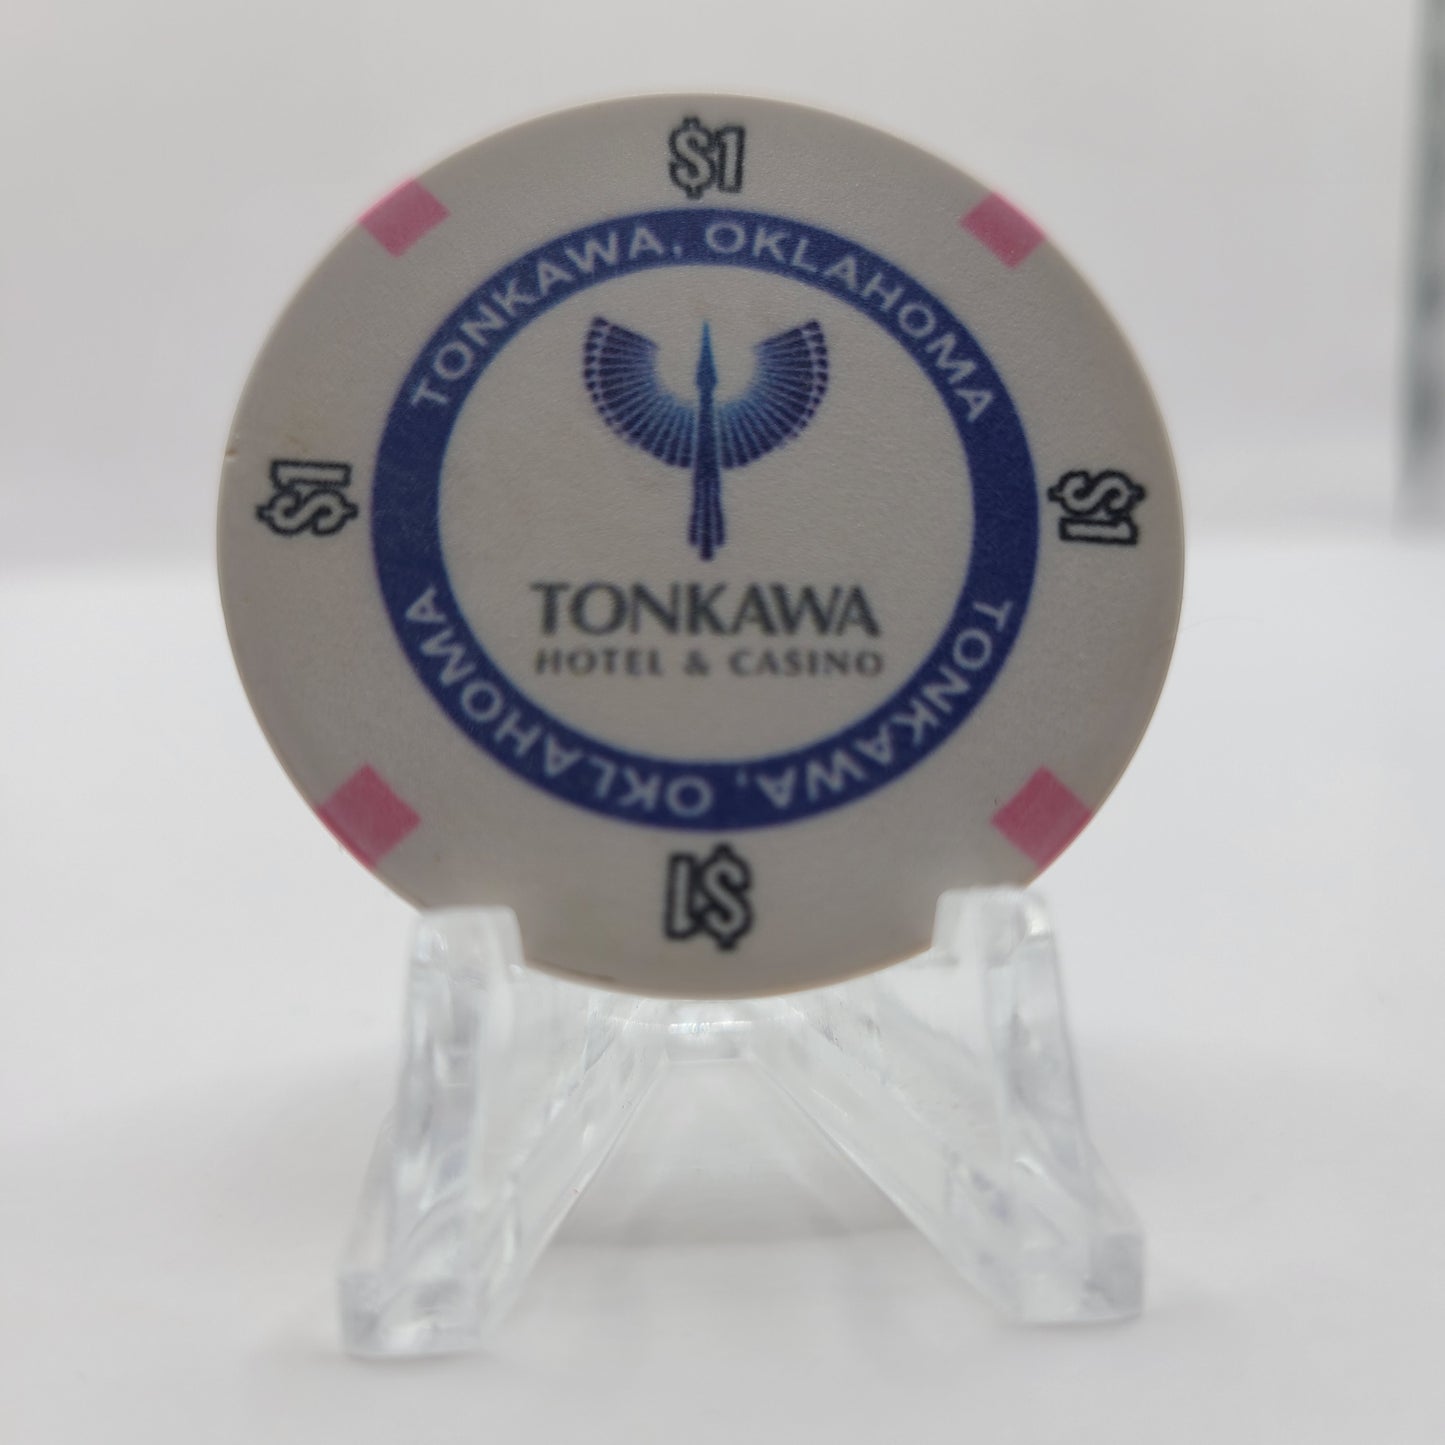 $1
TONKAWA, OKLAHOMA
$1
$1
TONKAWA
HOTEL & CASINO
TONKAWA, OKLAHOMA
$1